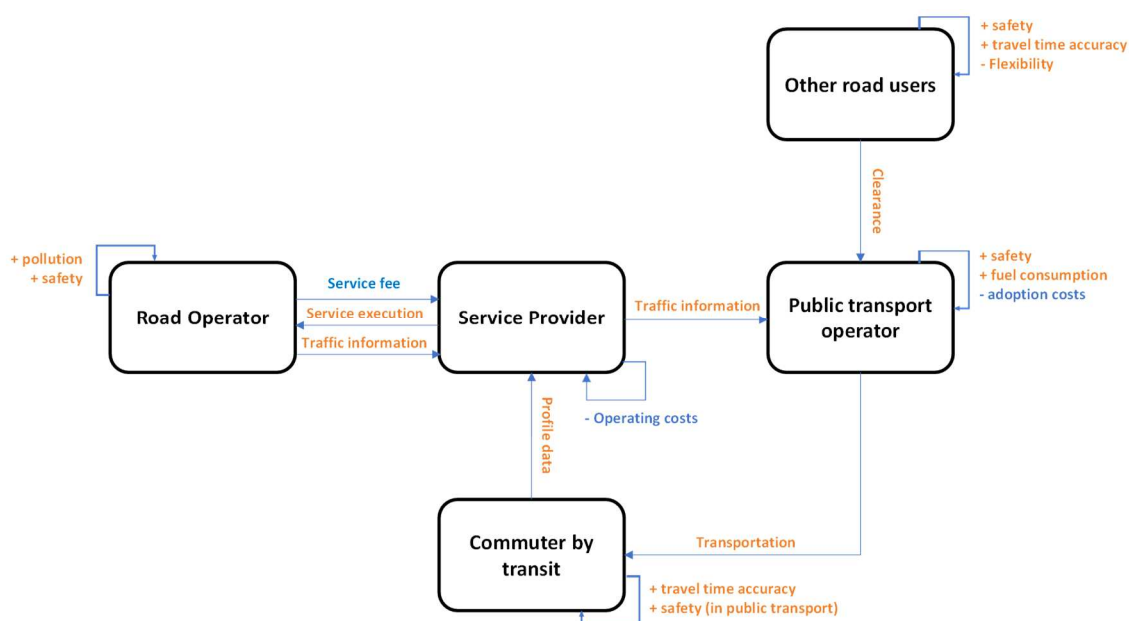 + safety
+ travel time accuracy
- Flexibility
Other road users
Clearance
+ pollution
+ safety
Road Operator
Service fee
Service execution
Traffic information
Service Provider
Traffic information
Public transport
operator
+ safety
+ fuel consumption
- adoption costs
- Operating costs
Profile data
Commuter by
transit
Transportation
+ travel time accuracy
+ safety (in public transport)